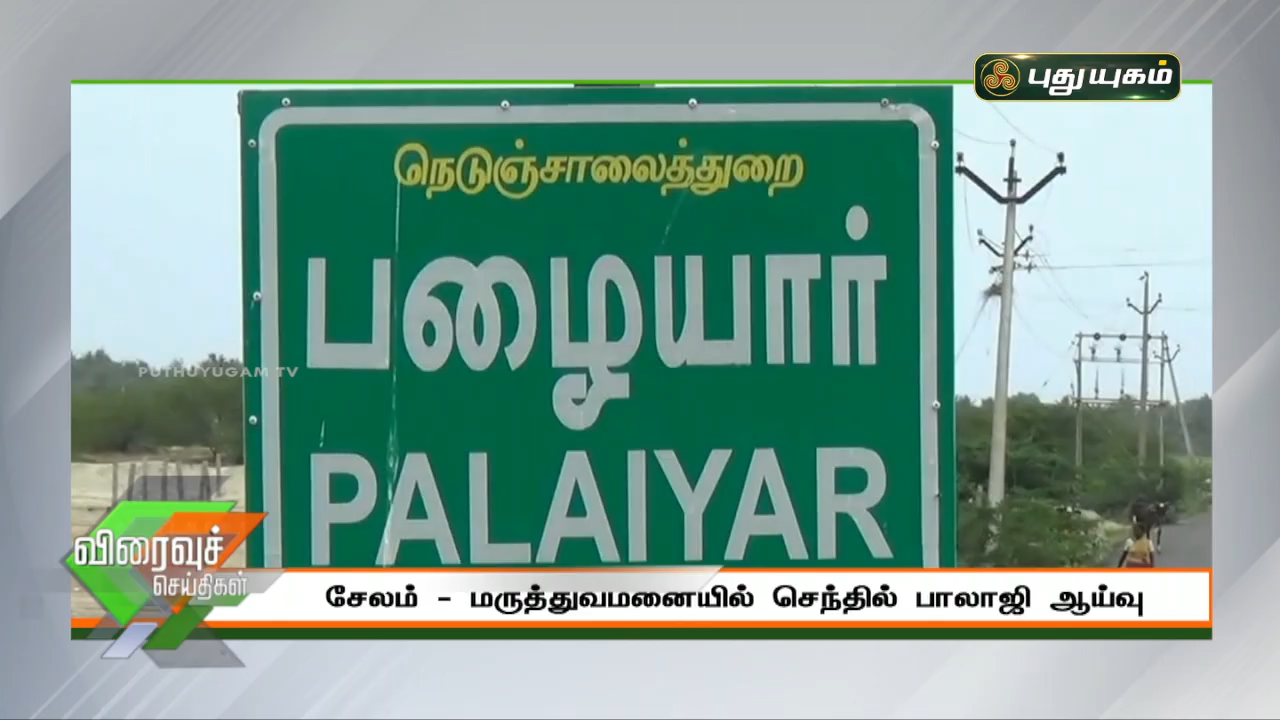 புதுயுகம்
நெடுஞ்சாலைத்துறை
பழையார்
PUTHUYUGAM TV
PALAIYAR
விரைவுச்
செய்திகள்
சேலம் - மருத்துவமனையில் செந்தில் பாலாஜி ஆய்வு